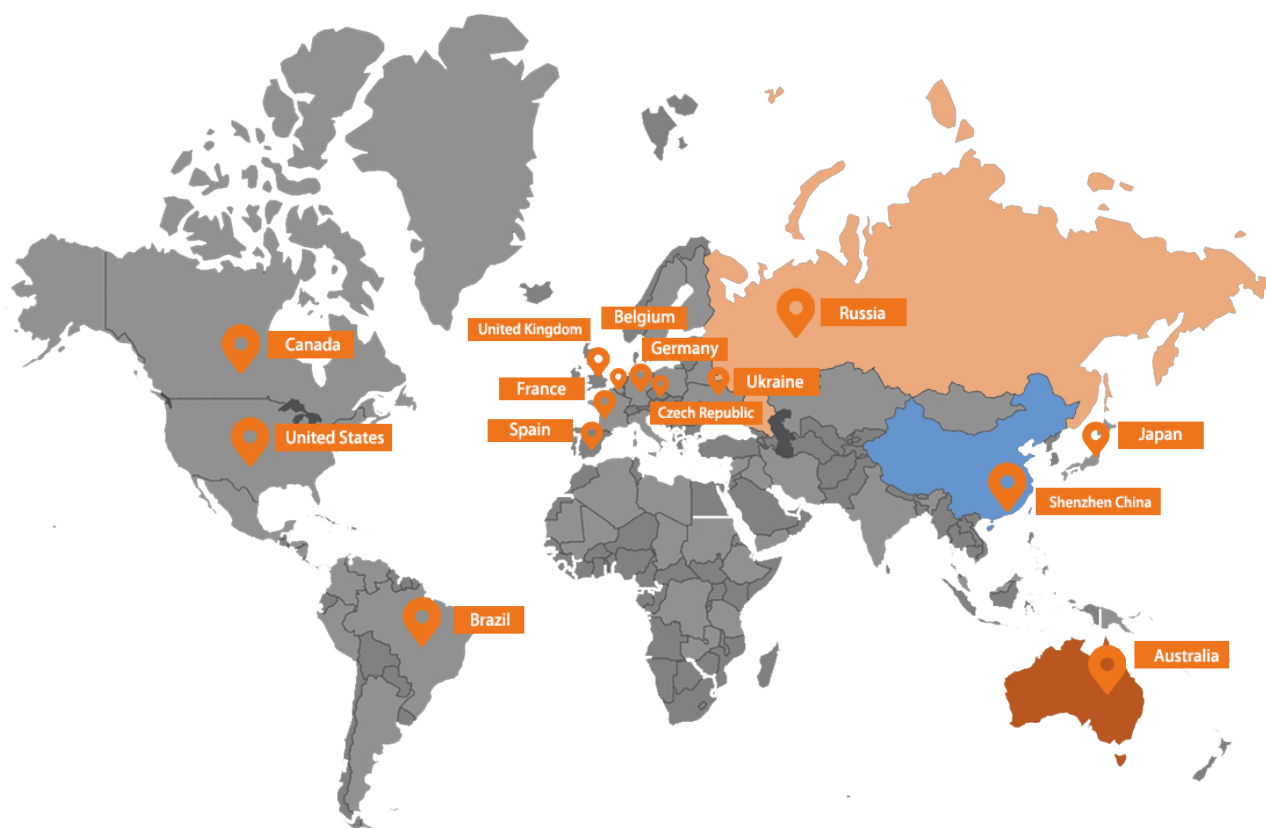 Belgium
Russia
United Kingdom
Canada
Germany
France
Ukraine
Czech Republic
United States
Spain
Japan
Shenzhen China
Brazil
Australia